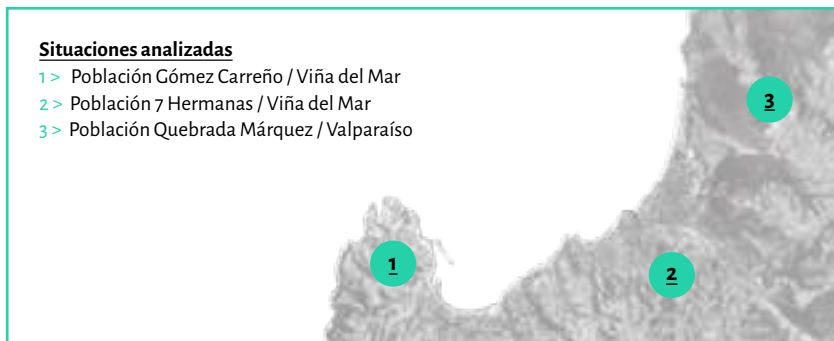 Situaciones analizadas
1 > Población Gómez Carreño / Viña del Mar
2 > Población 7 Hermanas / Viña del Mar
3 > Población Quebrada Márquez / Valparaíso
3
1
2